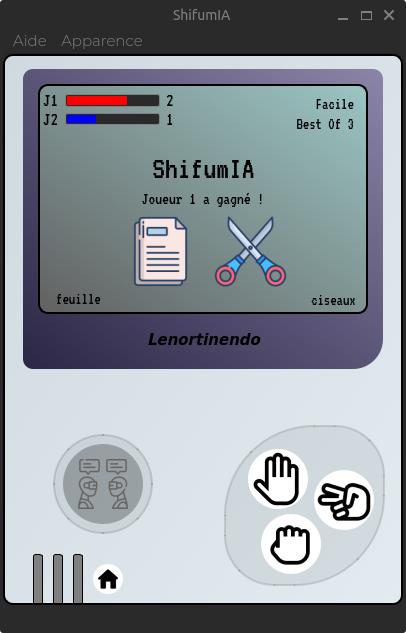 ShifumIA
Aide Apparence
J1 2
J2 1
Facile
Best Of 3
ShifumIA
Joueur 1 a gagné !
feuille
ciseaux
Lenortinendo